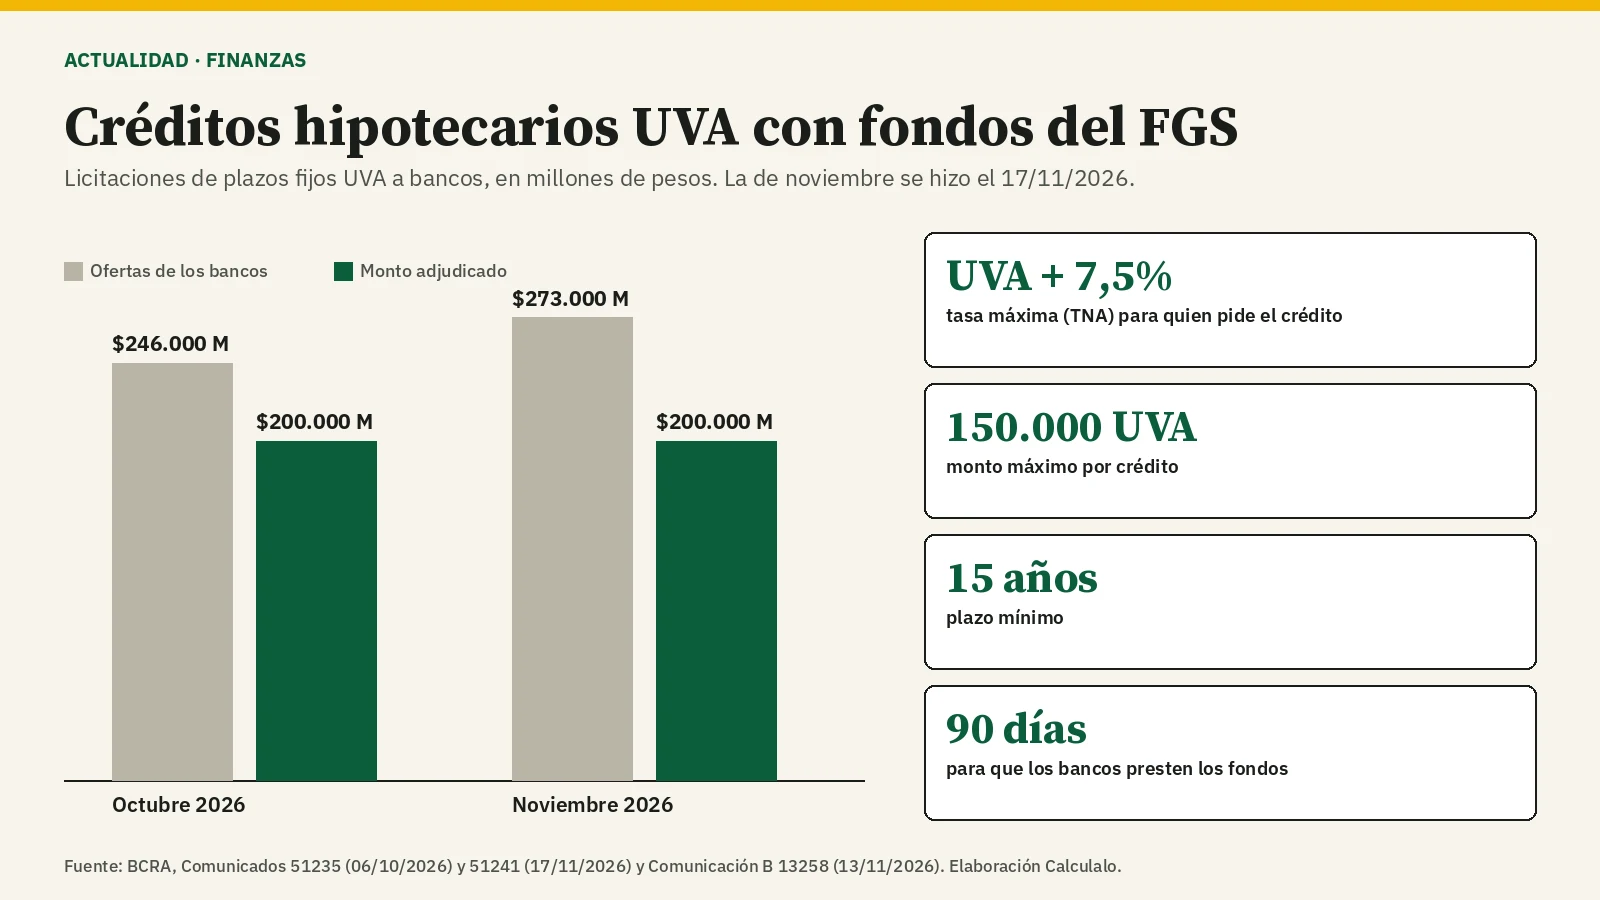 ACTUALIDAD · FINANZAS
Créditos hipotecarios UVA con fondos del FGS
Licitaciones de plazos fijos UVA a bancos, en millones de pesos. La de noviembre se hizo el 17/11/2026.
Ofertas de los bancos
Monto adjudicado
$246.000 M
$200.000 M
$273.000 M
$200.000 M
Octubre 2026
Noviembre 2026
UVA + 7,5%
tasa máxima (TNA) para quien pide el crédito
150.000 UVA
monto máximo por crédito
15 años
plazo mínimo
90 días
para que los bancos presten los fondos
Fuente: BCRA, Comunicados 51235 (06/10/2026) y 51241 (17/11/2026) y Comunicación B 13258 (13/11/2026). Elaboración Calculalo.